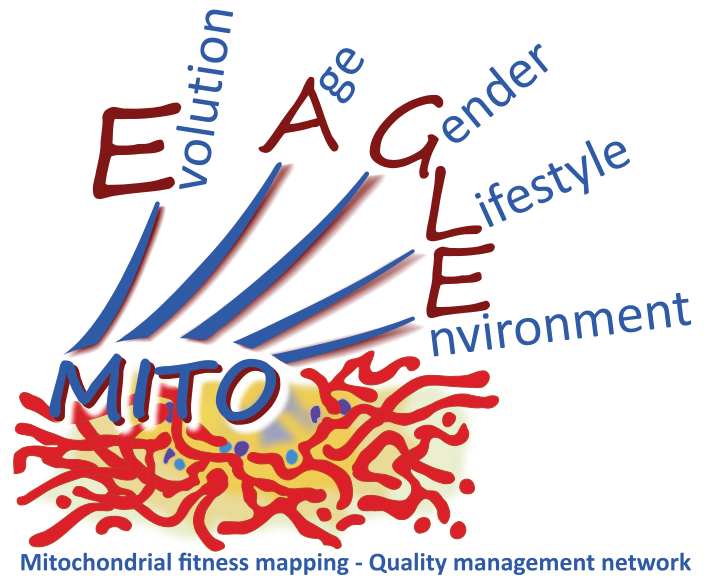 Evolution
Age
Gender
Lifestyle
Environment
MITO
Mitochondrial fitness mapping - Quality management network